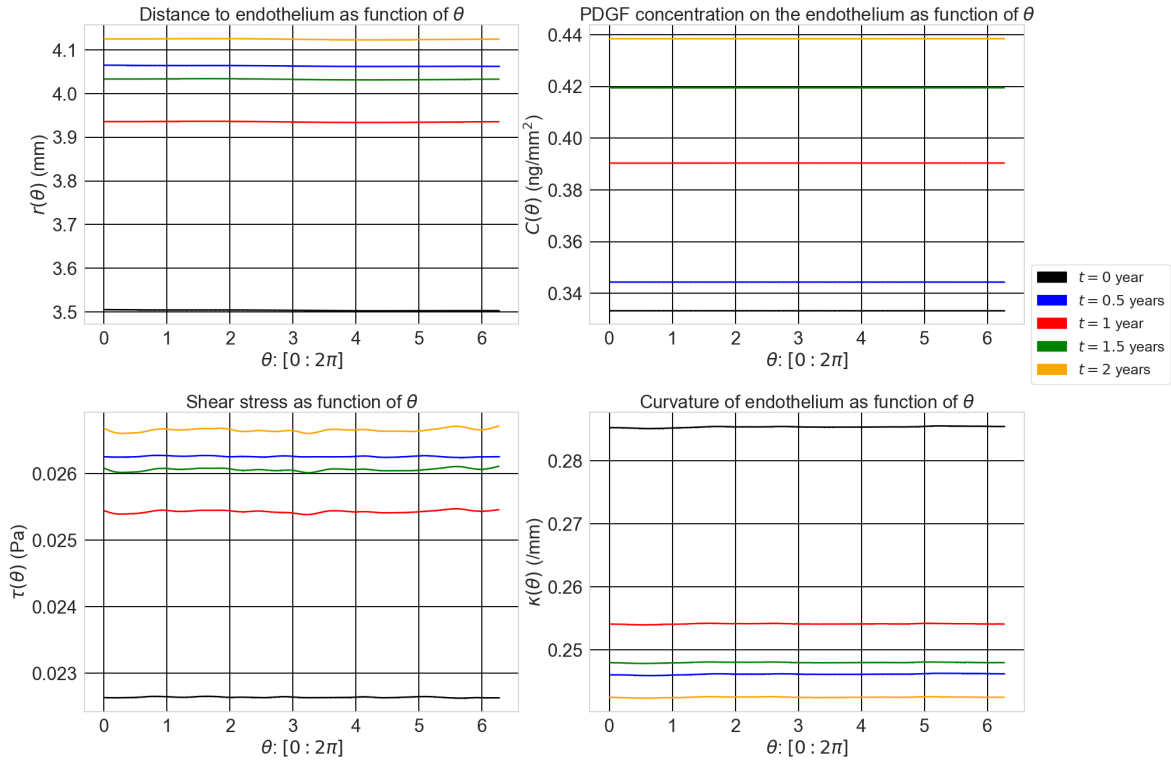 Distance to endothelium as function of θ
4.1
4.0
3.9
3.8
3.7
3.6
3.5
r(θ) (mm)
0 1 2 3 4 5 6
θ: [0 : 2π]
PDGF concentration on the endothelium as function of θ
0.44
0.42
0.40
0.38
0.36
0.34
C(θ) (ng/mm²)
0 1 2 3 4 5 6
θ: [0 : 2π]
t = 0 year
t = 0.5 years
t = 1 year
t = 1.5 years
t = 2 years
Shear stress as function of θ
0.026
0.025
0.024
0.023
τ(θ) (Pa)
0 1 2 3 4 5 6
θ: [0 : 2π]
Curvature of endothelium as function of θ
0.28
0.27
0.26
0.25
κ(θ) (/mm)
0 1 2 3 4 5 6
θ: [0 : 2π]